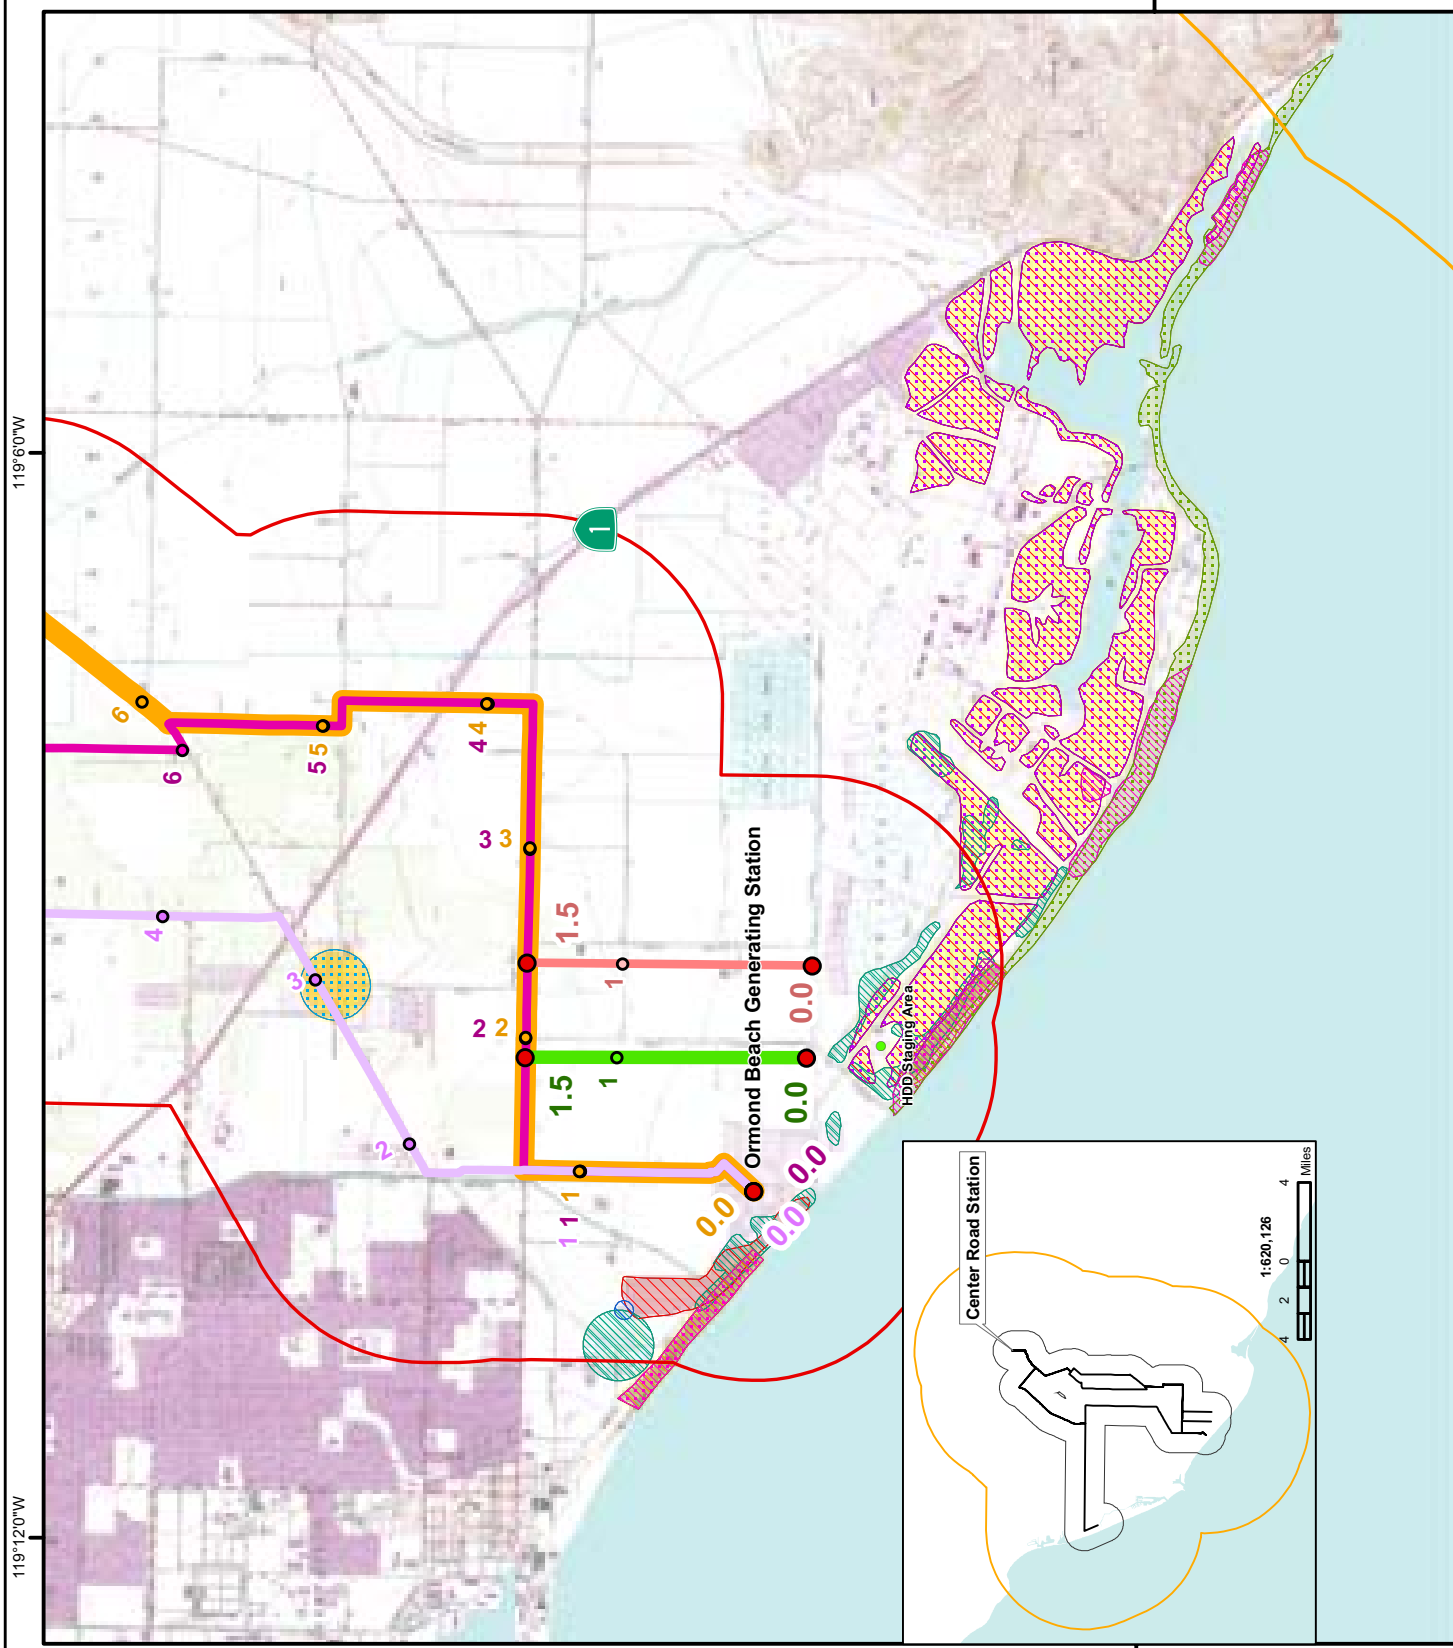 119°12'0"W
119°6'0"W
1
6
6
5 5
4 4
3 3
2 2
1 1 1
4
3
2
1.5
1
0.0
1.5
1
0.0
0.0
0.0
0.0
Ormond Beach Generating Station
HDD Staging Area
Center Road Station
1:620,126
4 2 0 4
Miles